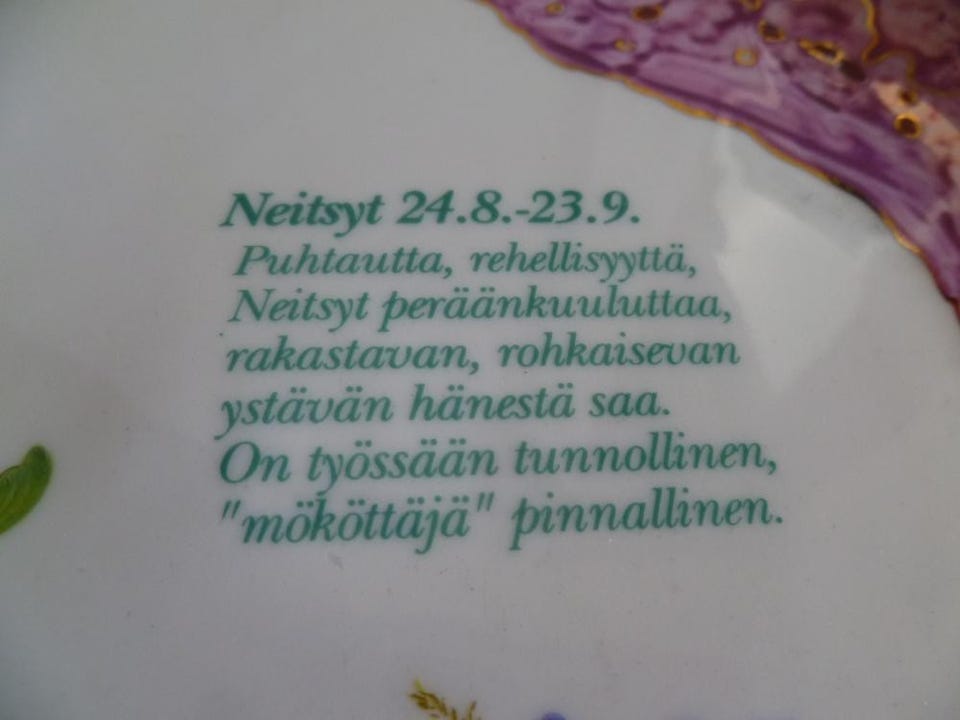 Neitsyt 24.8.-23.9.
Puhtautta, rehellisyyttä,
Neitsyt peräänkuuluttaa,
rakastavan, rohkaisevan
ystävän hänestä saa.
On työssään tunnollinen,
"mököttäjä" pinnallinen.